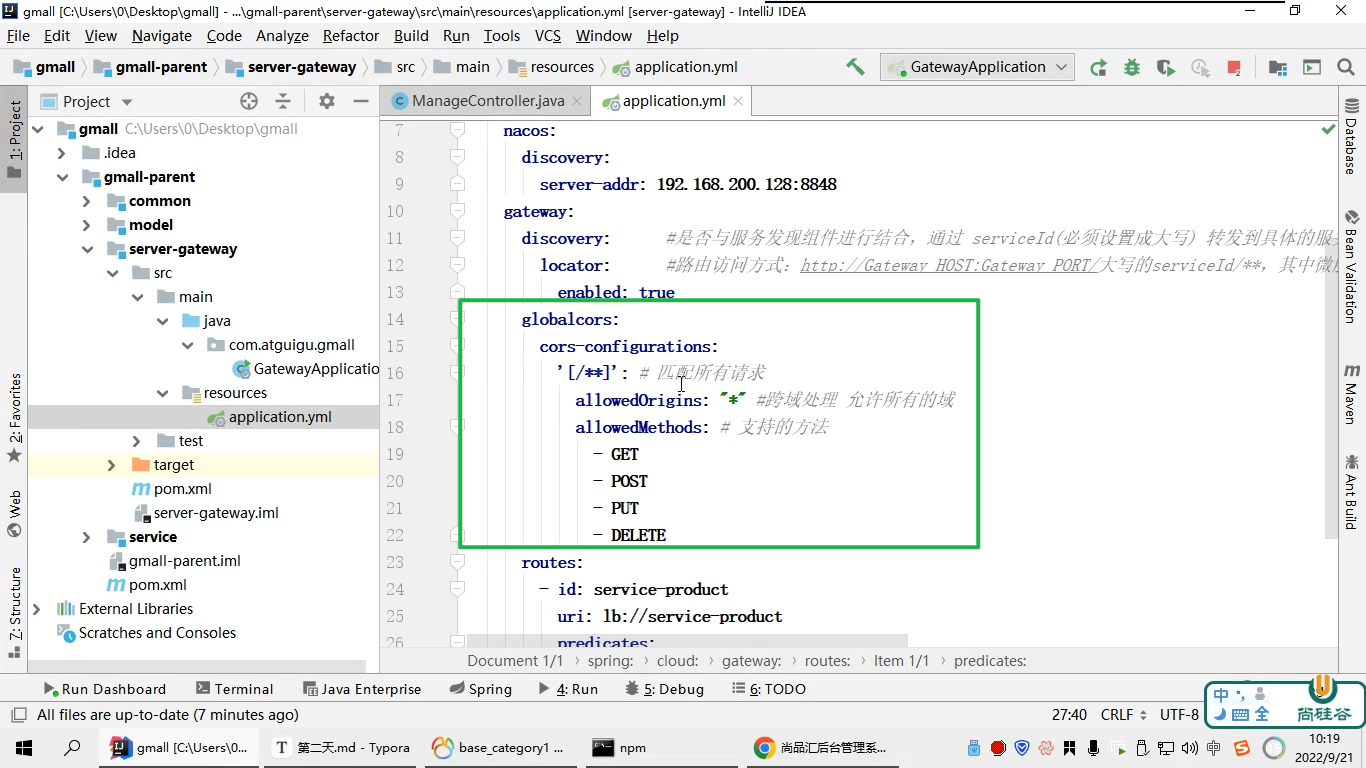 gmall [C:\Users\0\Desktop\gmall] - ...\gmall-parent\server-gateway\src\main\resources\application.yml [server-gateway] - IntelliJ IDEA
File Edit View Navigate Code Analyze Refactor Build Run Tools VCS Window Help
gmall gmall-parent server-gateway src main resources application.yml GatewayApplication
1: Project
2: Favorites
Web
7: Structure
Project
gmall C:\Users\0\Desktop\gmall
.idea
gmall-parent
common
model
server-gateway
src
main
java
com.atguigu.gmall
GatewayApplicatio
resources
application.yml
test
target
pom.xml
server-gateway.iml
service
gmall-parent.iml
pom.xml
External Libraries
Scratches and Consoles
ManageController.java application.yml
7 nacos:
8 discovery:
9 server-addr: 192.168.200.128:8848
10 gateway:
11 discovery: #是否与服务发现组件进行结合，通过 serviceId(必须设置成大写) 转发到具体的服
12 locator: #路由访问方式：http://Gateway_HOST:Gateway_PORT/大写的serviceId/**，其中微
13 enabled: true
14 globalcors:
15 cors-configurations:
16 '[/**]': # 匹配所有请求
17 allowedOrigins: "*" #跨域处理 允许所有的域
18 allowedMethods: # 支持的方法
19 - GET
20 - POST
21 - PUT
22 - DELETE
23 routes:
24 - id: service-product
25 uri: lb://service-product
26 predicates:
Document 1/1 › spring: › cloud: › gateway: › routes: › Item 1/1 › predicates:
Database
Bean Validation
Maven
Ant Build
Run Dashboard Terminal Java Enterprise Spring 4: Run 5: Debug 6: TODO
All files are up-to-date (7 minutes ago) 27:40 CRLF UTF-8
中 全
尚硅谷
gmall [C:\Users\0... 第二天.md - Typora base_category1 ... npm 尚品汇后台管理系... 中 10:19
2022/9/21